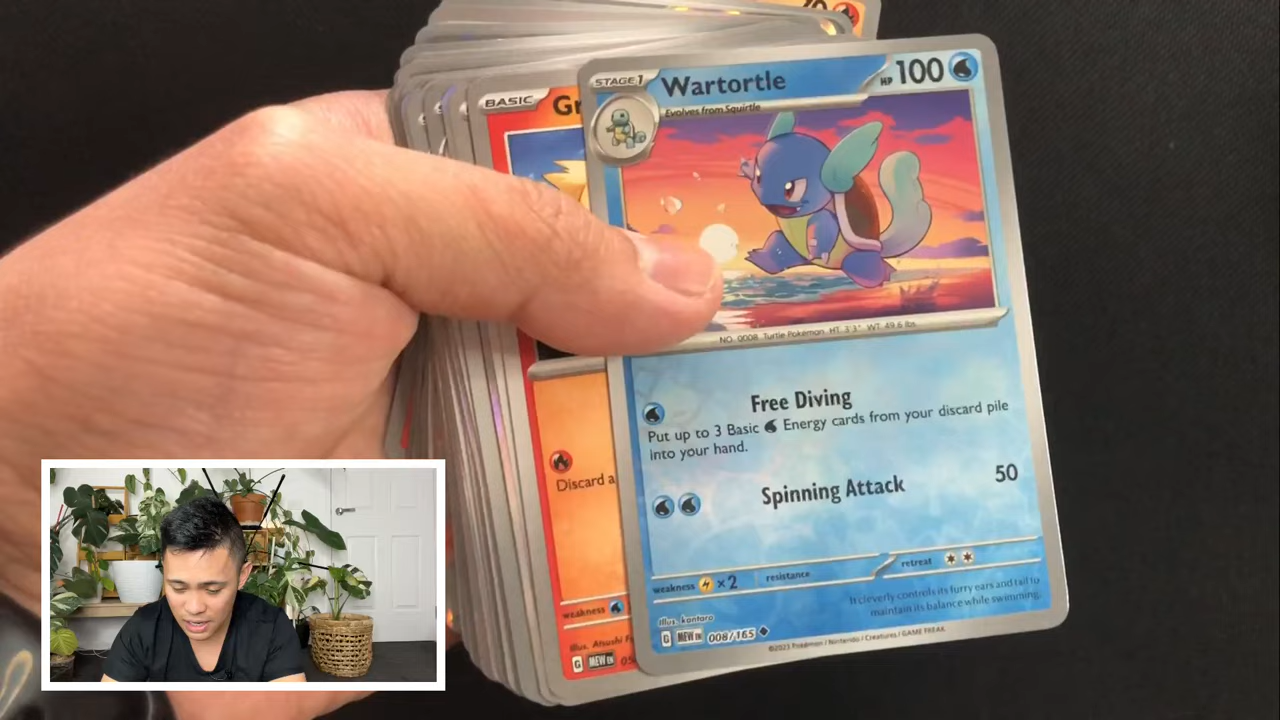 70
STAGE 1 Wartortle HP 100
Evolves from Squirtle
BASIC Gr
NO. 0008 Turtle Pokémon HT. 3'3" WT. 49.6 lbs.
Free Diving
Put up to 3 Basic Energy cards from your discard pile
into your hand.
Discard a
Spinning Attack 50
weakness ×2 resistance retreat
It cleverly controls its furry ears and tail to
maintain its balance while swimming.
Illus. kantaro
G MEW EN 008/165
©2023 Pokémon / Nintendo / Creatures / GAME FREAK
weakness
Illus. Atsushi F
G MEW EN 05